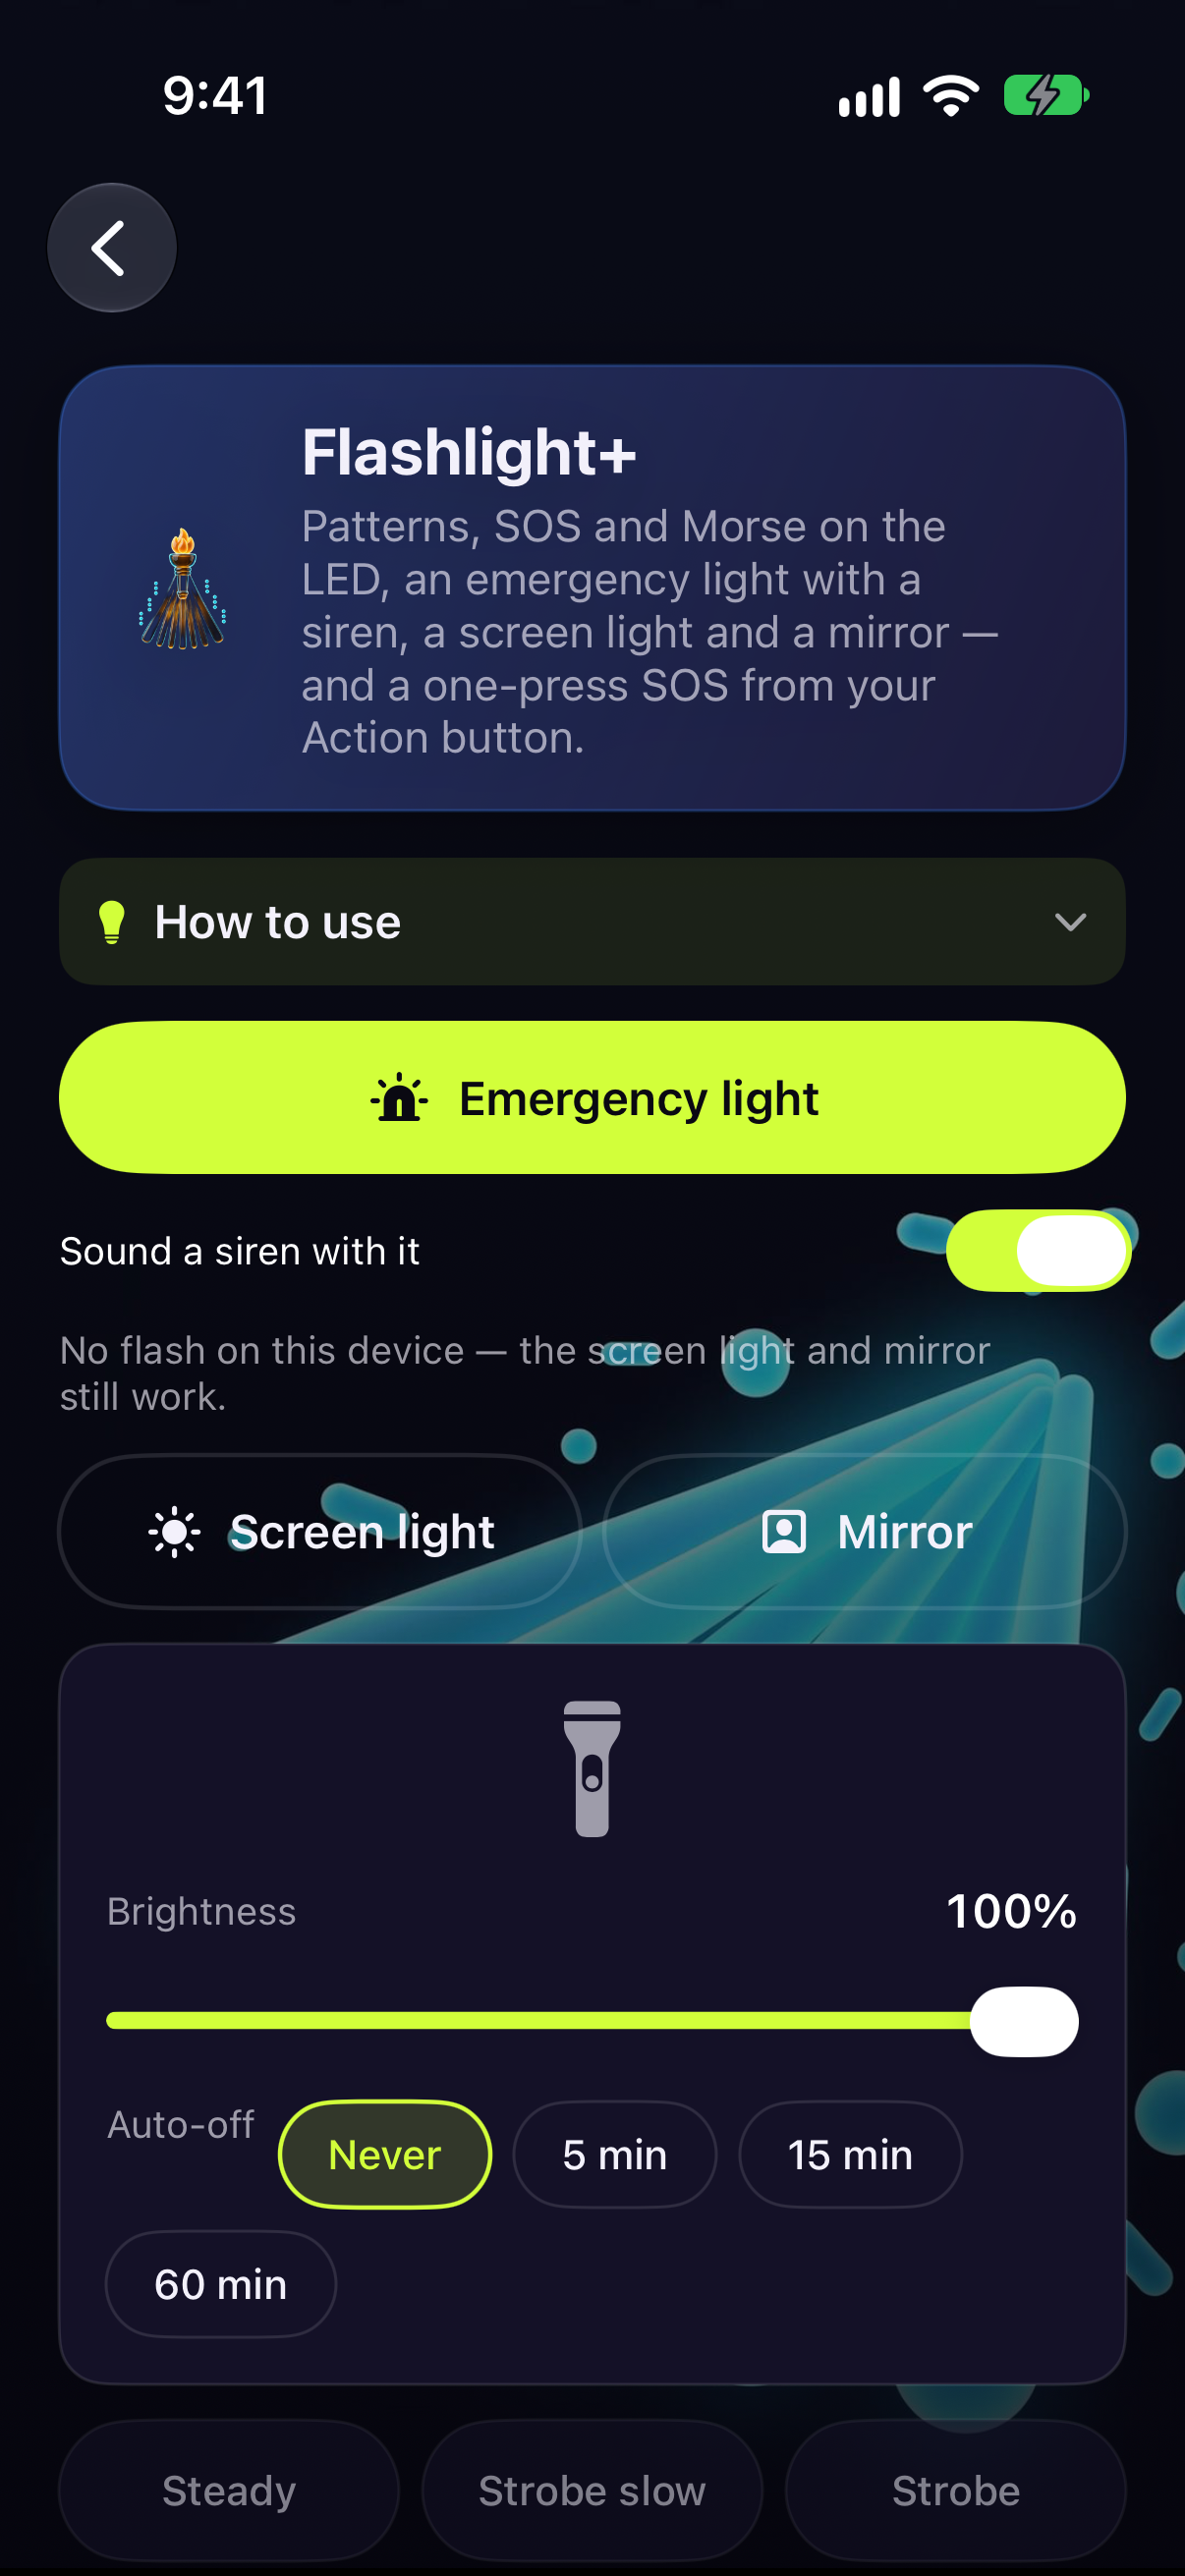 9:41
Flashlight+
Patterns, SOS and Morse on the
LED, an emergency light with a
siren, a screen light and a mirror —
and a one-press SOS from your
Action button.
How to use
Emergency light
Sound a siren with it
No flash on this device — the screen light and mirror
still work.
Screen light
Mirror
Brightness
100%
Auto-off
Never
5 min
15 min
60 min
Steady
Strobe slow
Strobe